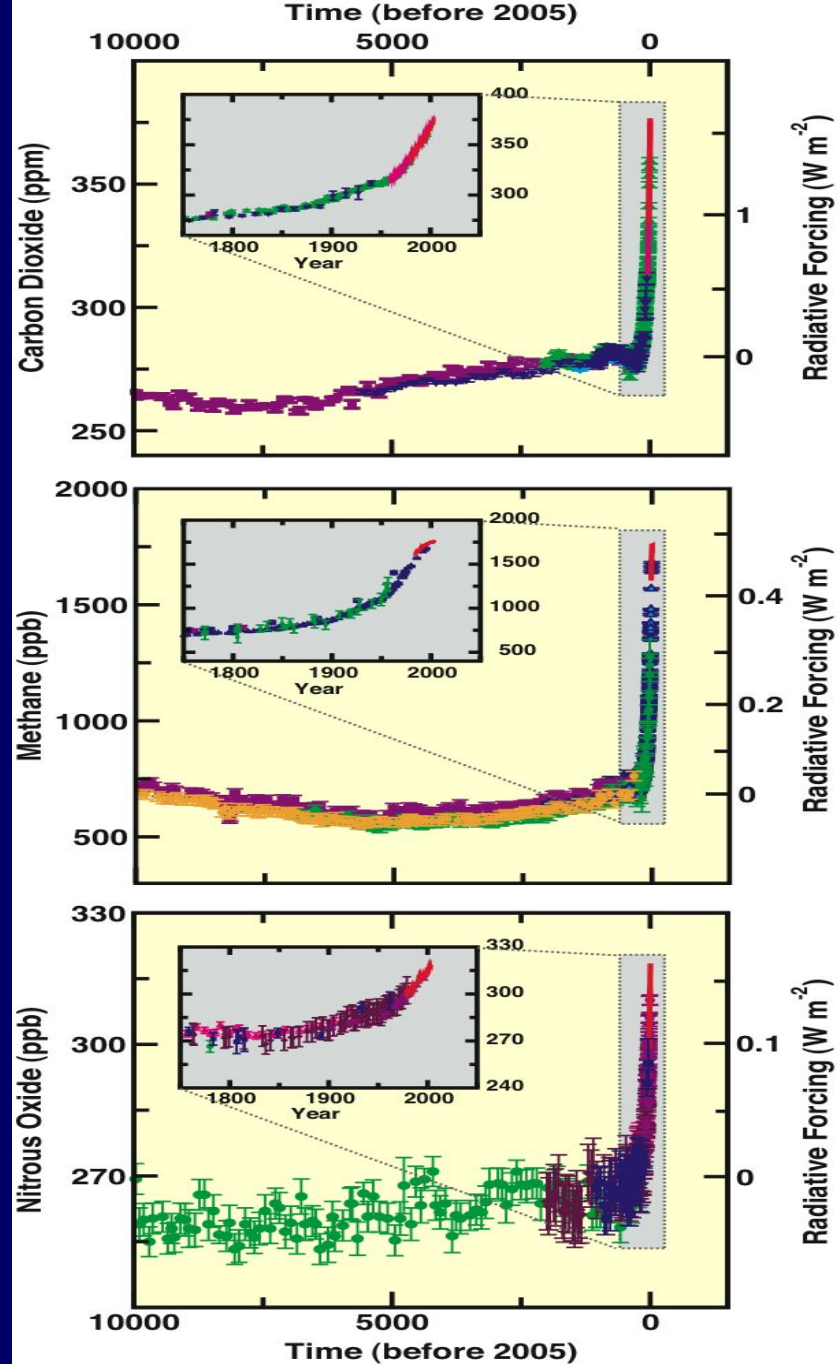 Time (before 2005)
10000 5000 0
Carbon Dioxide (ppm)
350
300
250
400
350
300
1800 1900 2000
Year
1
0
Radiative Forcing (W m-2)
Methane (ppb)
2000
1500
1000
500
2000
1500
1000
500
1800 1900 2000
Year
0.4
0.2
0
Radiative Forcing (W m-2)
Nitrous Oxide (ppb)
330
300
270
330
300
270
240
1800 1900 2000
Year
0.1
0
Radiative Forcing (W m-2)
10000 5000 0
Time (before 2005)